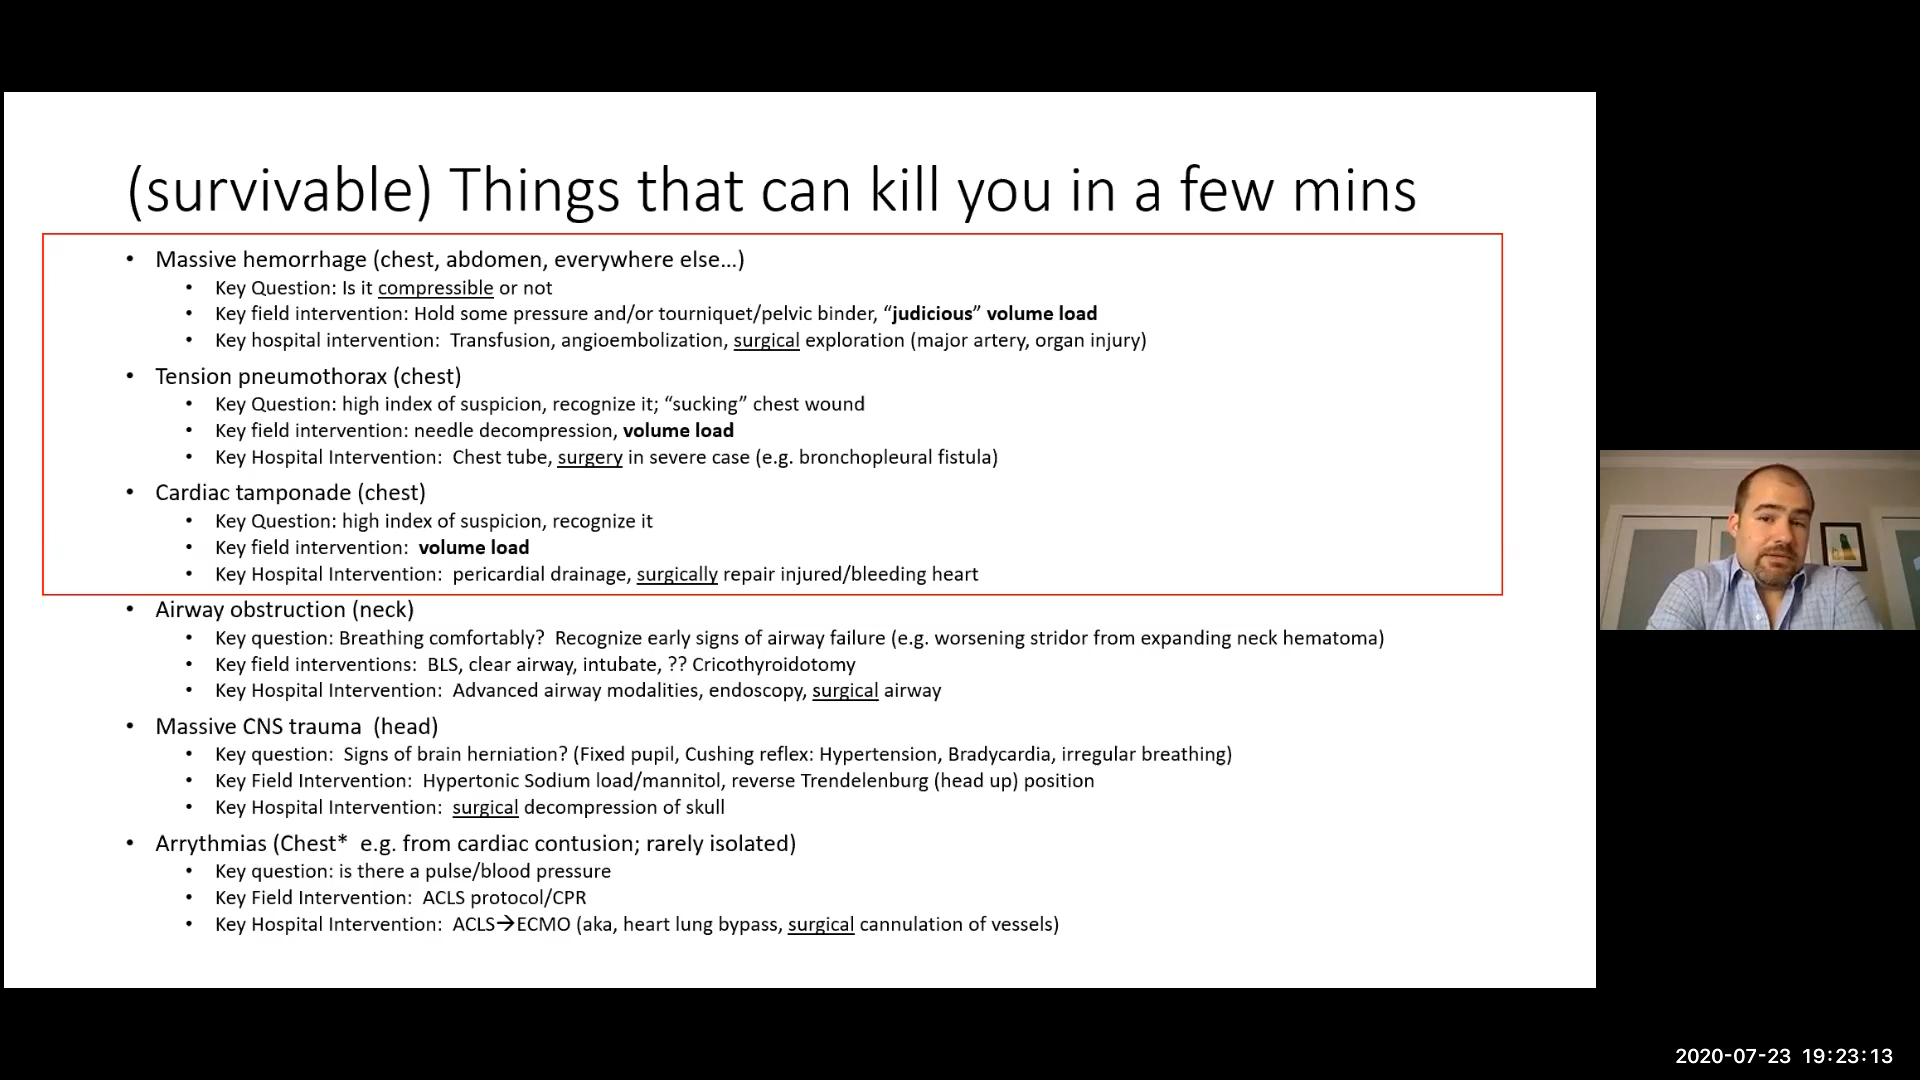 (survivable) Things that can kill you in a few mins
• Massive hemorrhage (chest, abdomen, everywhere else…)
• Key Question: Is it compressible or not
• Key field intervention: Hold some pressure and/or tourniquet/pelvic binder, “judicious” volume load
• Key hospital intervention:  Transfusion, angioembolization, surgical exploration (major artery, organ injury)
• Tension pneumothorax (chest)
• Key Question: high index of suspicion, recognize it; “sucking” chest wound
• Key field intervention: needle decompression, volume load
• Key Hospital Intervention:  Chest tube, surgery in severe case (e.g. bronchopleural fistula)
• Cardiac tamponade (chest)
• Key Question: high index of suspicion, recognize it
• Key field intervention:  volume load
• Key Hospital Intervention:  pericardial drainage, surgically repair injured/bleeding heart
• Airway obstruction (neck)
• Key question: Breathing comfortably?  Recognize early signs of airway failure (e.g. worsening stridor from expanding neck hematoma)
• Key field interventions:  BLS, clear airway, intubate, ?? Cricothyroidotomy
• Key Hospital Intervention:  Advanced airway modalities, endoscopy, surgical airway
• Massive CNS trauma  (head)
• Key question:  Signs of brain herniation? (Fixed pupil, Cushing reflex: Hypertension, Bradycardia, irregular breathing)
• Key Field Intervention:  Hypertonic Sodium load/mannitol, reverse Trendelenburg (head up) position
• Key Hospital Intervention:  surgical decompression of skull
• Arrythmias (Chest*  e.g. from cardiac contusion; rarely isolated)
• Key question: is there a pulse/blood pressure
• Key Field Intervention:  ACLS protocol/CPR
• Key Hospital Intervention:  ACLS→ECMO (aka, heart lung bypass, surgical cannulation of vessels)
2020-07-23 19:23:13